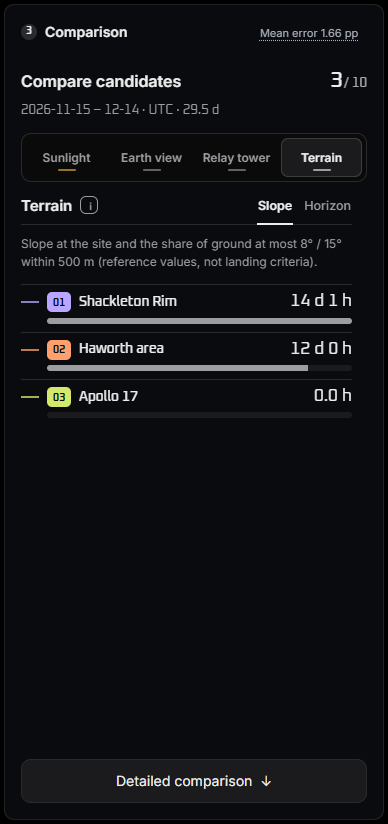 3 Comparison
Mean error 1.66 pp
Compare candidates
3 / 10
2026-11-15 – 12-14 · UTC · 29.5 d
Sunlight
Earth view
Relay tower
Terrain
Terrain i
Slope
Horizon
Slope at the site and the share of ground at most 8° / 15°
within 500 m (reference values, not landing criteria).
01 Shackleton Rim 14 d 1 h
02 Haworth area 12 d 0 h
03 Apollo 17 0.0 h
Detailed comparison ↓